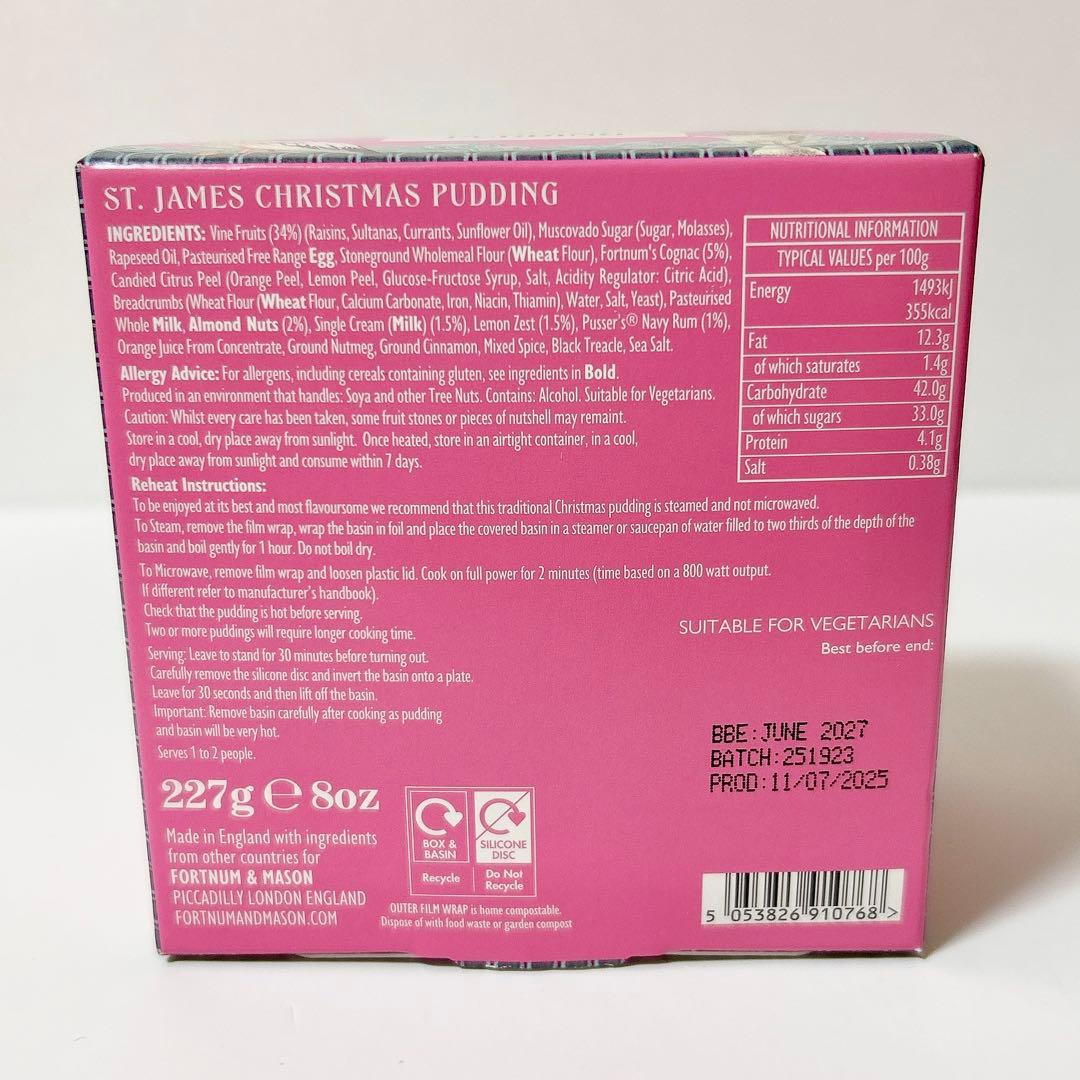 ST. JAMES CHRISTMAS PUDDING
INGREDIENTS: Vine Fruits (34%) (Raisins, Sultanas, Currants, Sunflower Oil), Muscovado Sugar (Sugar, Molasses),
Rapeseed Oil, Pasteurised Free Range Egg, Stoneground Wholemeal Flour (Wheat Flour), Fortnum's Cognac (5%),
Candied Citrus Peel (Orange Peel, Lemon Peel, Glucose-Fructose Syrup, Salt, Acidity Regulator: Citric Acid),
Breadcrumbs (Wheat Flour (Wheat Flour, Calcium Carbonate, Iron, Niacin, Thiamin), Water, Salt, Yeast), Pasteurised
Whole Milk, Almond Nuts (2%), Single Cream (Milk) (1.5%), Lemon Zest (1.5%), Pusser's® Navy Rum (1%),
Orange Juice From Concentrate, Ground Nutmeg, Ground Cinnamon, Mixed Spice, Black Treacle, Sea Salt.
Allergy Advice: For allergens, including cereals containing gluten, see ingredients in Bold.
Produced in an environment that handles: Soya and other Tree Nuts. Contains: Alcohol. Suitable for Vegetarians.
Caution: Whilst every care has been taken, some fruit stones or pieces of nutshell may remaint.
Store in a cool, dry place away from sunlight. Once heated, store in an airtight container, in a cool,
dry place away from sunlight and consume within 7 days.
NUTRITIONAL INFORMATION
TYPICAL VALUES per 100g
Energy 1493kJ
355kcal
Fat 12.3g
of which saturates 1.4g
Carbohydrate 42.0g
of which sugars 33.0g
Protein 4.1g
Salt 0.38g
Reheat Instructions:
To be enjoyed at its best and most flavoursome we recommend that this traditional Christmas pudding is steamed and not microwaved.
To Steam, remove the film wrap, wrap the basin in foil and place the covered basin in a steamer or saucepan of water filled to two thirds of the depth of the
basin and boil gently for 1 hour. Do not boil dry.
To Microwave, remove film wrap and loosen plastic lid. Cook on full power for 2 minutes (time based on a 800 watt output.
If different refer to manufacturer's handbook).
Check that the pudding is hot before serving.
Two or more puddings will require longer cooking time.
Serving: Leave to stand for 30 minutes before turning out.
Carefully remove the silicone disc and invert the basin onto a plate.
Leave for 30 seconds and then lift off the basin.
Important: Remove basin carefully after cooking as pudding
and basin will be very hot.
Serves 1 to 2 people.
SUITABLE FOR VEGETARIANS
Best before end:
BBE:JUNE 2027
BATCH:251923
PROD:11/07/2025
227g ℮ 8oz
Made in England with ingredients
from other countries for
FORTNUM & MASON
PICCADILLY LONDON ENGLAND
FORTNUMANDMASON.COM
BOX &
BASIN
Recycle
SILICONE
DISC
Do Not
Recycle
OUTER FILM WRAP is home compostable.
Dispose of with food waste or garden compost
5 053826 910768 >